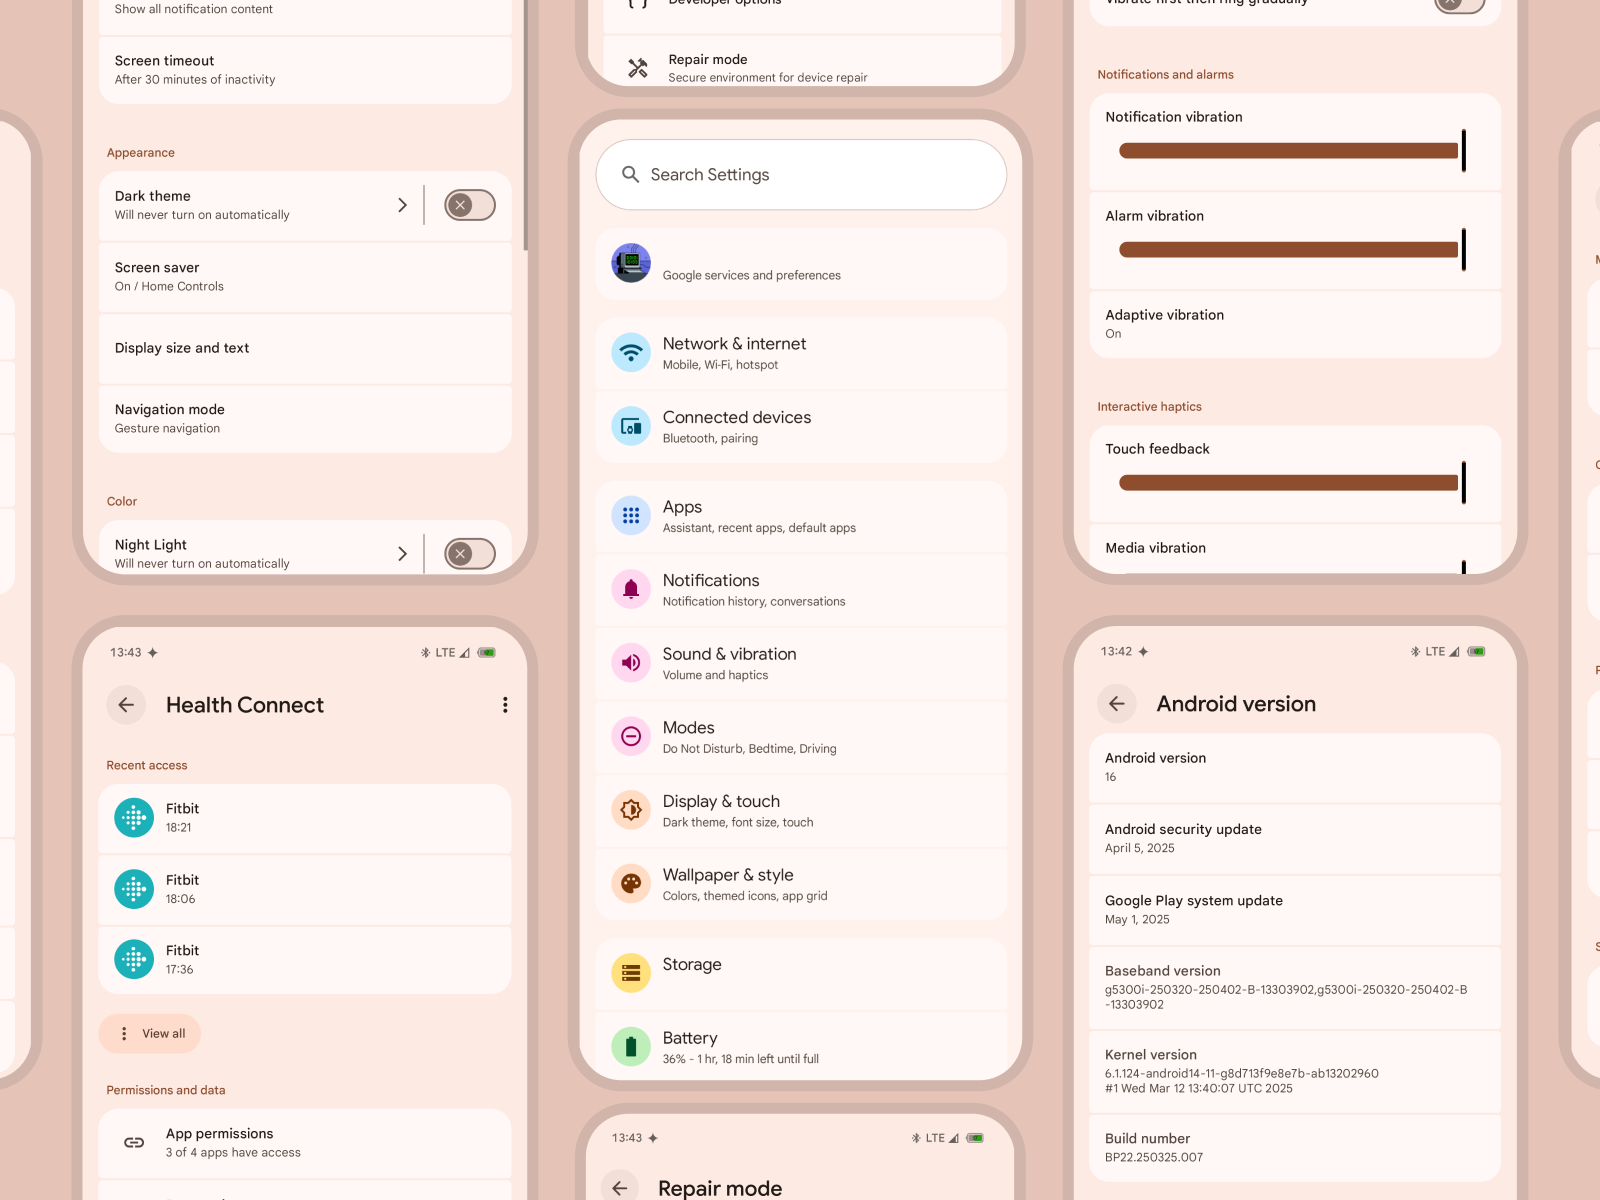 Show all notification content
Screen timeout
After 30 minutes of inactivity
Appearance
Dark theme
Will never turn on automatically
Screen saver
On / Home Controls
Display size and text
Navigation mode
Gesture navigation
Color
Night Light
Will never turn on automatically
13:43
LTE
Health Connect
Recent access
Fitbit
18:21
Fitbit
18:06
Fitbit
17:36
View all
Permissions and data
App permissions
3 of 4 apps have access
Developer options
Repair mode
Secure environment for device repair
Search Settings
Google services and preferences
Network & internet
Mobile, Wi-Fi, hotspot
Connected devices
Bluetooth, pairing
Apps
Assistant, recent apps, default apps
Notifications
Notification history, conversations
Sound & vibration
Volume and haptics
Modes
Do Not Disturb, Bedtime, Driving
Display & touch
Dark theme, font size, touch
Wallpaper & style
Colors, themed icons, app grid
Storage
Battery
36% - 1 hr, 18 min left until full
13:43
LTE
Repair mode
Vibrate first then ring gradually
Notifications and alarms
Notification vibration
Alarm vibration
Adaptive vibration
On
Interactive haptics
Touch feedback
Media vibration
13:42
LTE
Android version
Android version
16
Android security update
April 5, 2025
Google Play system update
May 1, 2025
Baseband version
g5300i-250320-250402-B-13303902,g5300i-250320-250402-B
-13303902
Kernel version
6.1.124-android14-11-g8d713f9e8e7b-ab13202960
#1 Wed Mar 12 13:40:07 UTC 2025
Build number
BP22.250325.007